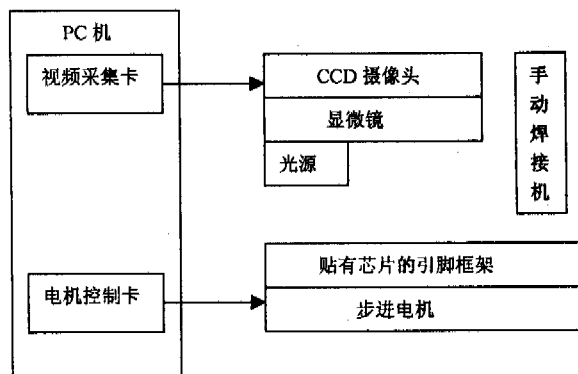 PC 机
视频采集卡
CCD 摄像头
显微镜
光源
手动焊接机
贴有芯片的引脚框架
电机控制卡
步进电机